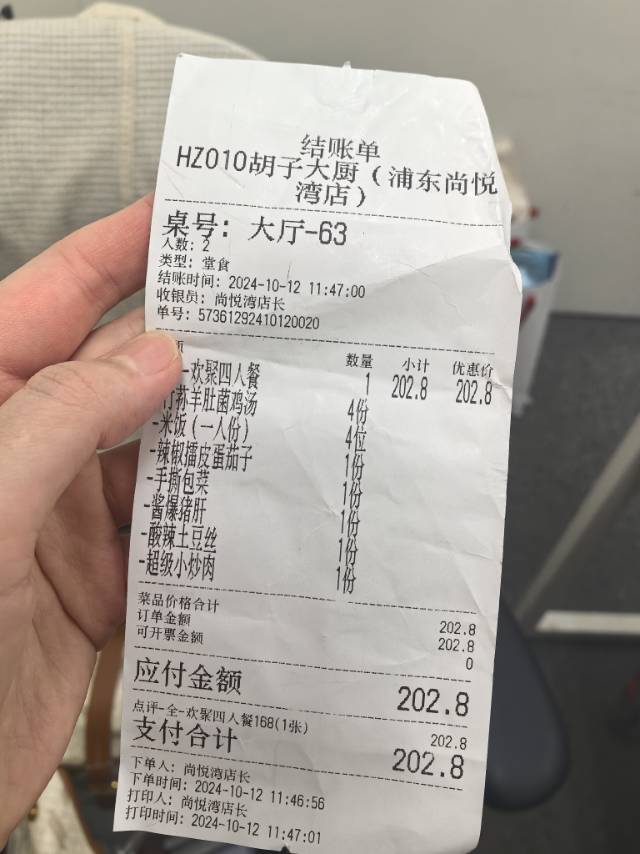 结账单
HZ010胡子大厨（浦东尚悦
湾店）
桌号：大厅-63
人数：2
类型：堂食
结账时间：2024-10-12 11:47:00
收银员：尚悦湾店长
单号：57361292410120020
数量 小计 优惠价
-欢聚四人餐 1 202.8 202.8
荪羊肚菌鸡汤 4份
-米饭（一人份） 4位
-辣椒擂皮蛋茄子 1份
-手撕包菜 1份
-酱爆猪肝 1份
-酸辣土豆丝 1份
-超级小炒肉 1份
菜品价格合计 202.8
订单金额 202.8
可开票金额 0
应付金额 202.8
点评-全-欢聚四人餐168(1张) 202.8
支付合计 202.8
下单人：尚悦湾店长
下单时间：2024-10-12 11:46:56
打印人：尚悦湾店长
打印时间：2024-10-12 11:47:01